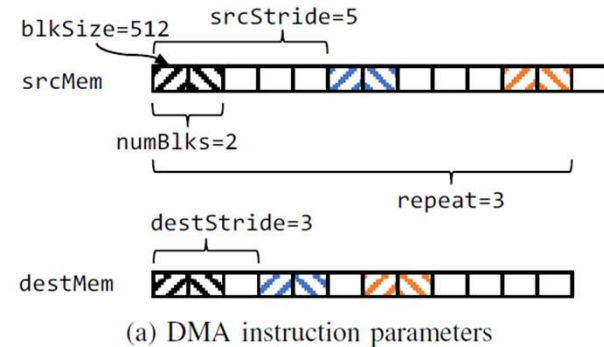 srcStride=5
blkSize=512
srcMem
numBlks=2
repeat=3
destStride=3
destMem
(a) DMA instruction parameters